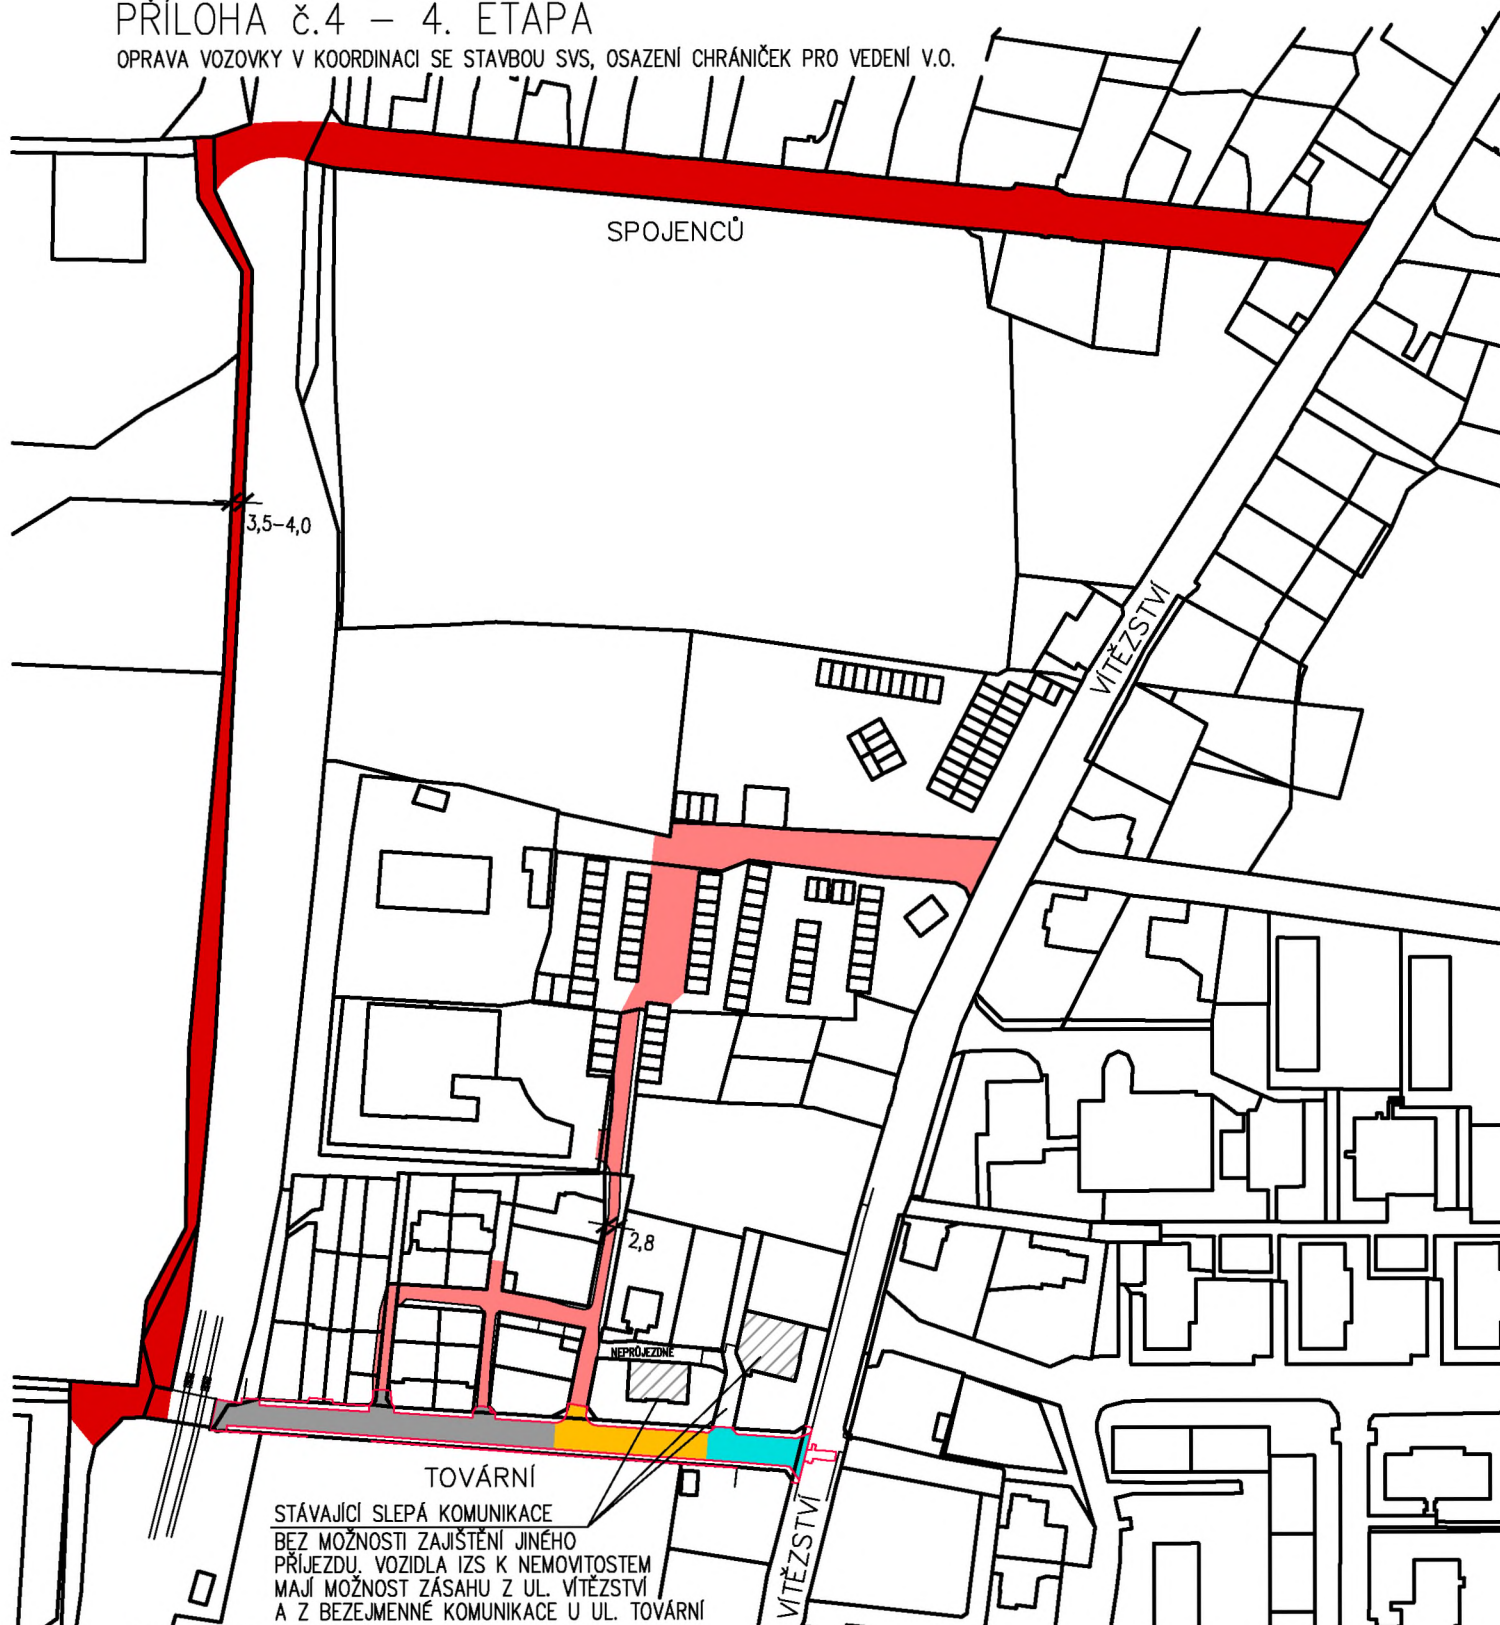 PŘÍLOHA č.4 – 4. ETAPA
OPRAVA VOZOVKY V KOORDINACI SE STAVBOU SVS, OSAZENÍ CHRÁNIČEK PRO VEDENÍ V.O.
SPOJENCŮ
3,5–4,0
VÍTĚZSTVÍ
2,8
NEPRŮJEZDNÉ
TOVÁRNÍ
STÁVAJÍCÍ SLEPÁ KOMUNIKACE
BEZ MOŽNOSTI ZAJIŠTĚNÍ JINÉHO
PŘÍJEZDU. VOZIDLA IZS K NEMOVITOSTEM
MAJÍ MOŽNOST ZÁSAHU Z UL. VÍTĚZSTVÍ
A Z BEZEJMENNÉ KOMUNIKACE U UL. TOVÁRNÍ
VÍTĚZSTVÍ